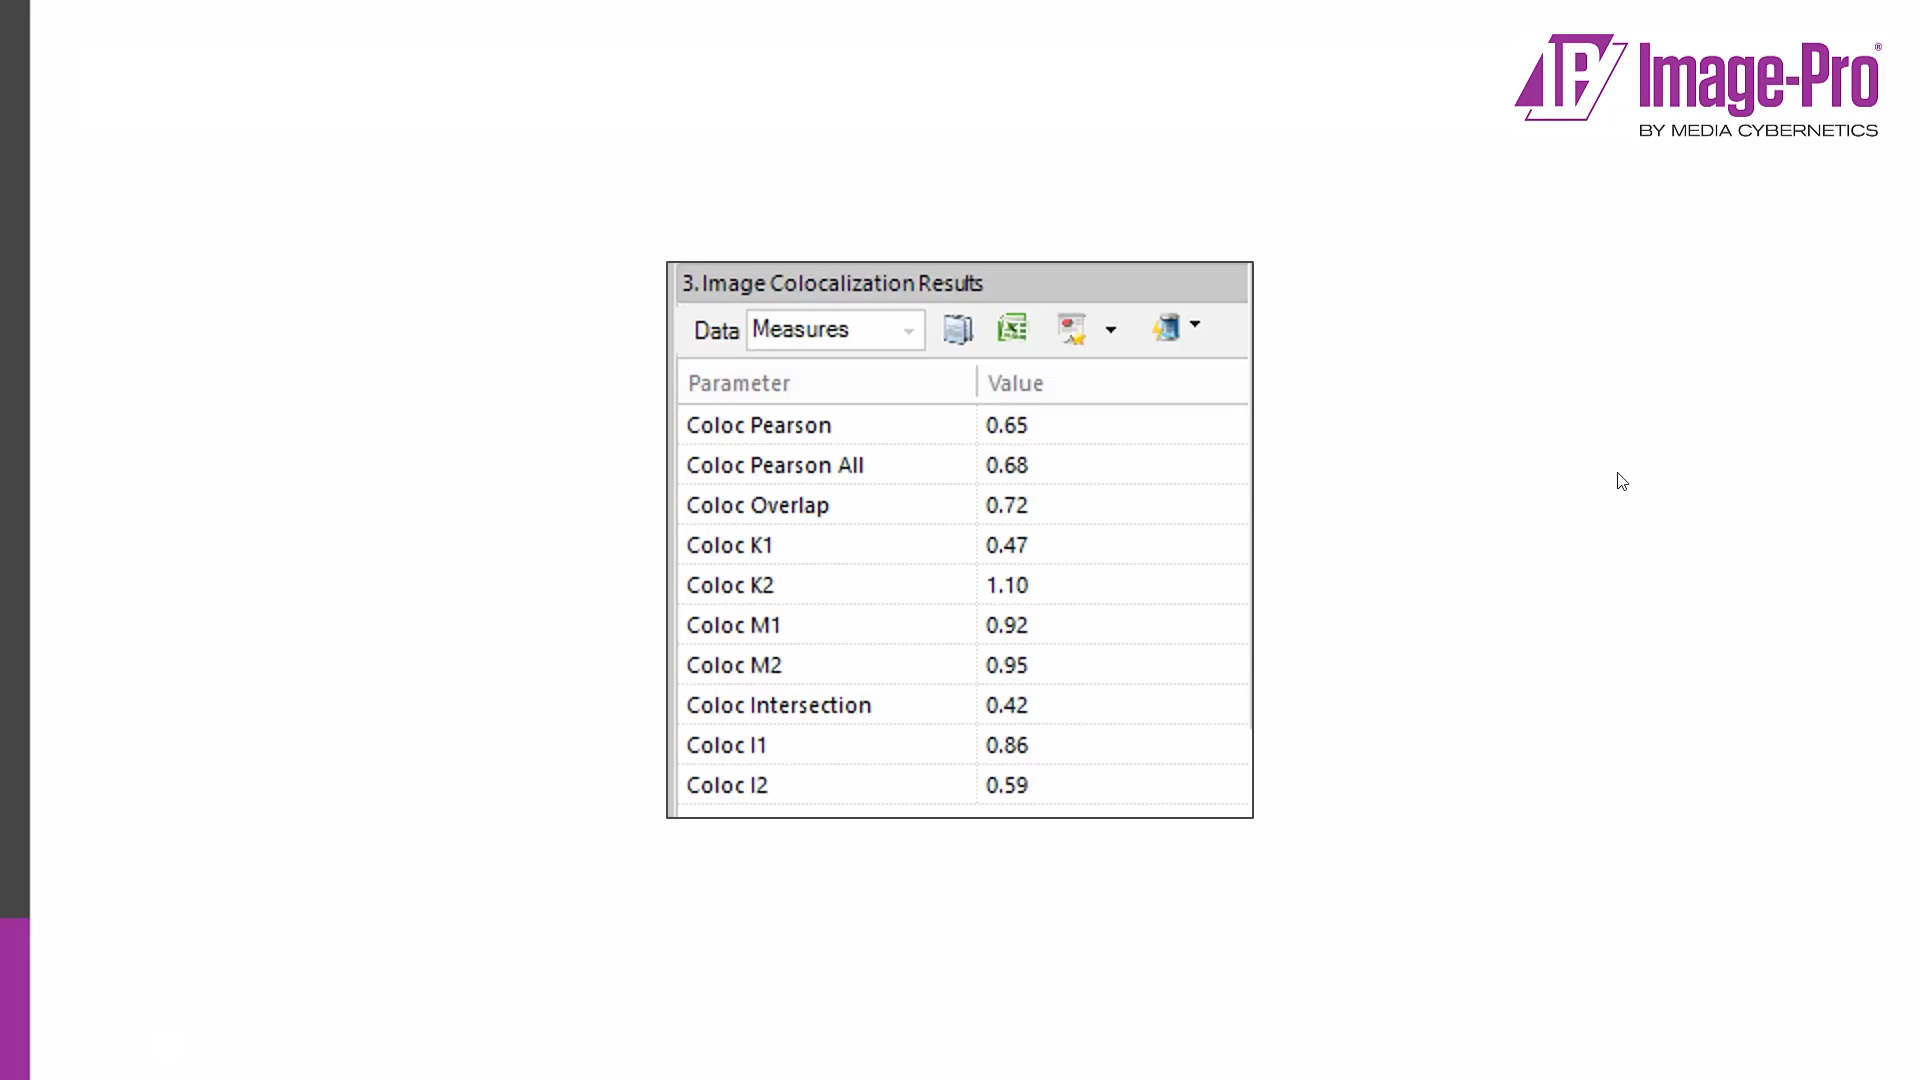 Image-Pro®
BY MEDIA CYBERNETICS
3. Image Colocalization Results
Data Measures
Parameter Value
Coloc Pearson 0.65
Coloc Pearson All 0.68
Coloc Overlap 0.72
Coloc K1 0.47
Coloc K2 1.10
Coloc M1 0.92
Coloc M2 0.95
Coloc Intersection 0.42
Coloc I1 0.86
Coloc I2 0.59